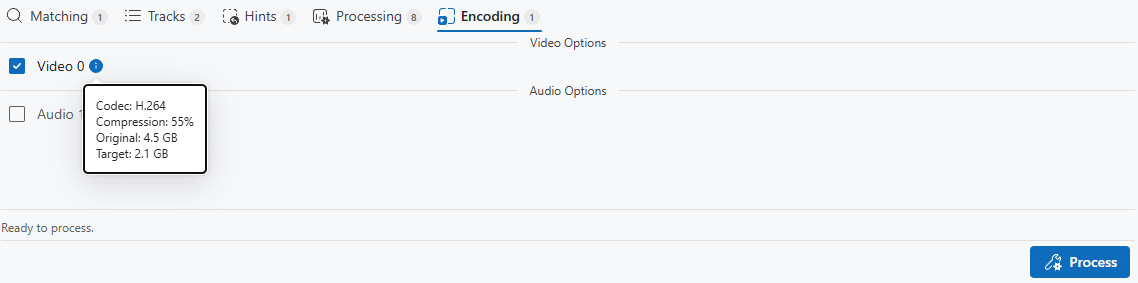 Matching 1 Tracks 2 Hints 1 Processing 8 Encoding 1
Video Options
Video 0
Audio Options
Audio 1
Codec: H.264
Compression: 55%
Original: 4.5 GB
Target: 2.1 GB
Ready to process.
Process